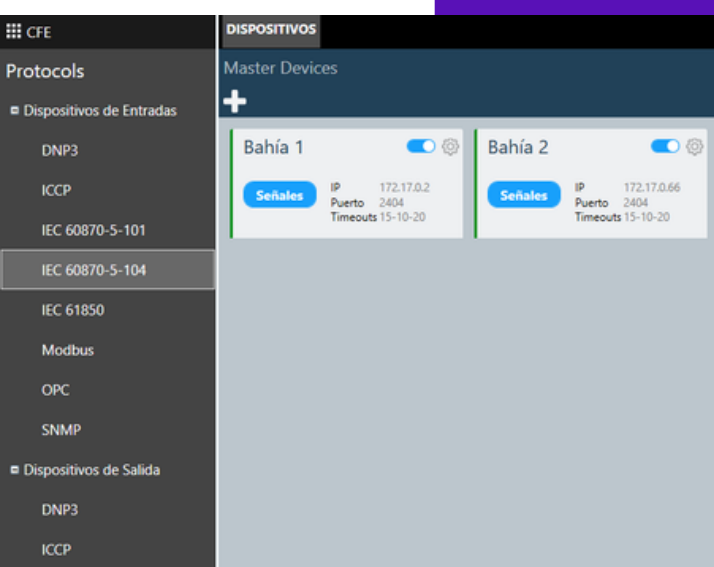 CFE
Protocols
Dispositivos de Entradas
DNP3
ICCP
IEC 60870-5-101
IEC 60870-5-104
IEC 61850
Modbus
OPC
SNMP
Dispositivos de Salida
DNP3
ICCP
DISPOSITIVOS
Master Devices
Bahía 1
Señales
IP 172.17.0.2
Puerto 2404
Timeouts 15-10-20
Bahía 2
Señales
IP 172.17.0.66
Puerto 2404
Timeouts 15-10-20